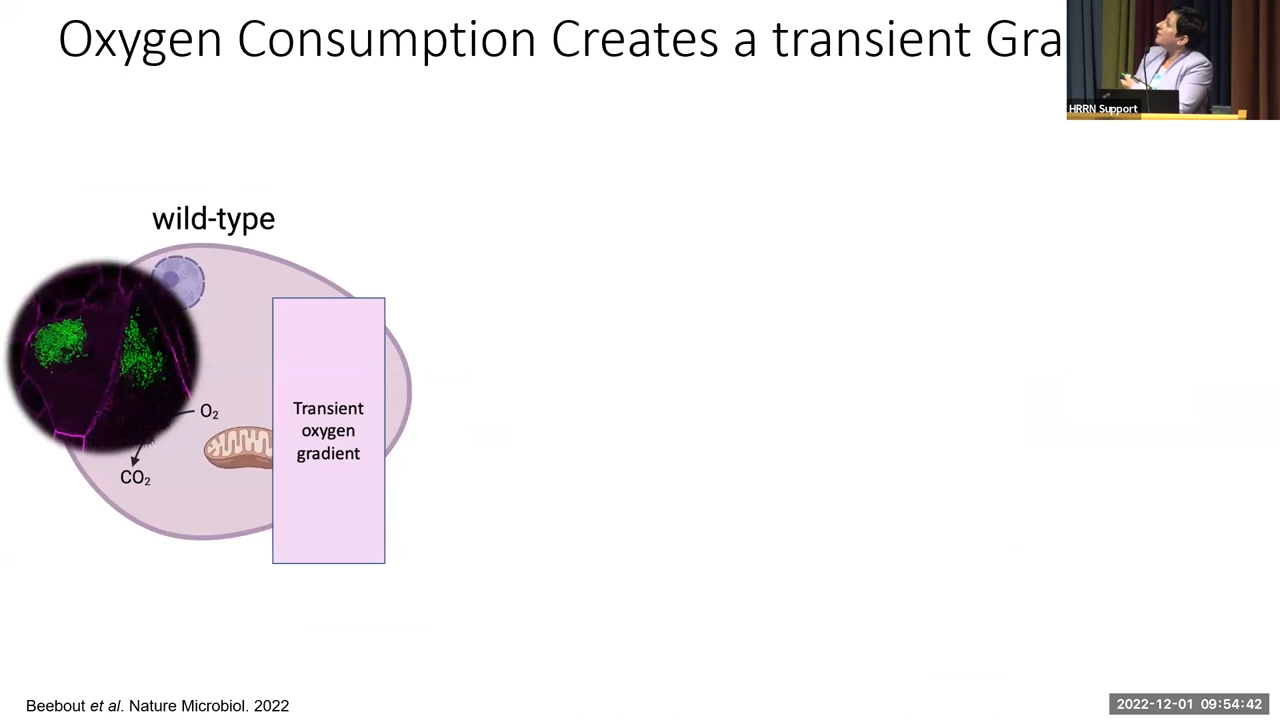 Oxygen Consumption Creates a transient Gra
HRRN Support
wild-type
O₂
CO₂
Transient
oxygen
gradient
Beebout et al. Nature Microbiol. 2022
2022-12-01 09:54:42